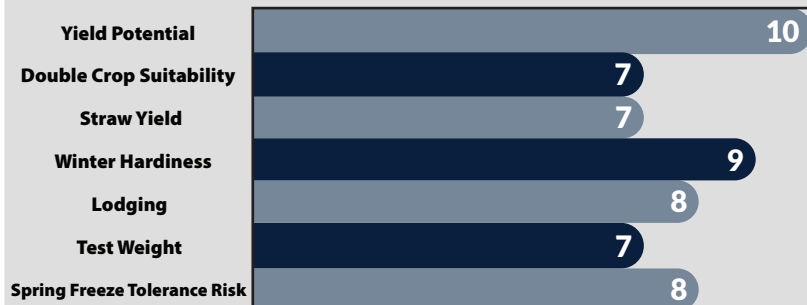 Yield Potential 10
Double Crop Suitability 7
Straw Yield 7
Winter Hardiness 9
Lodging 8
Test Weight 7
Spring Freeze Tolerance Risk 8